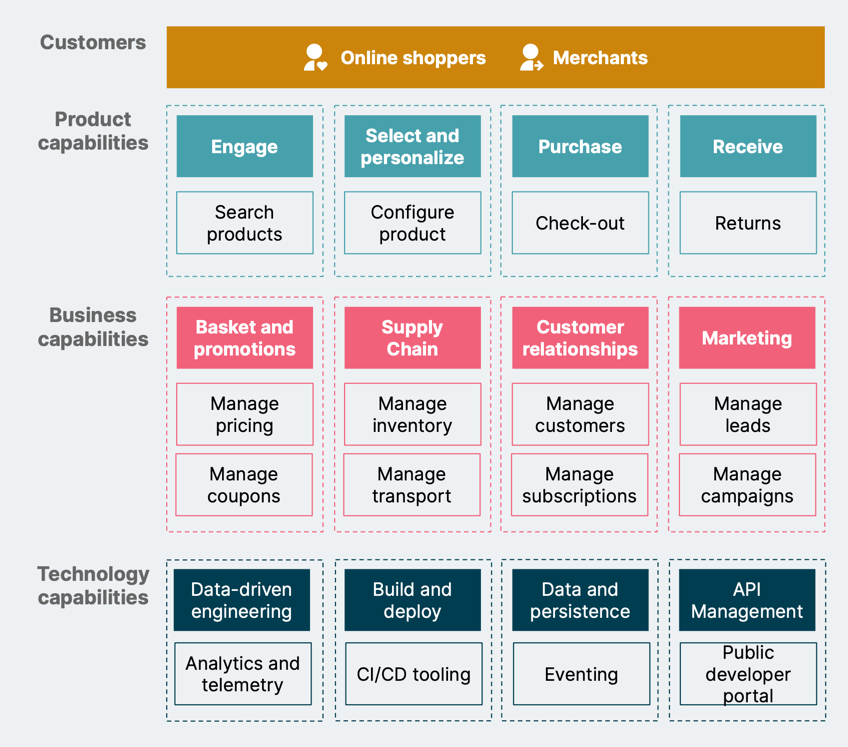 Customers
Online shoppers
Merchants
Product
capabilities
Engage
Select and
personalize
Purchase
Receive
Search
products
Configure
product
Check-out
Returns
Business
capabilities
Basket and
promotions
Supply
Chain
Customer
relationships
Marketing
Manage
pricing
Manage
inventory
Manage
customers
Manage
leads
Manage
coupons
Manage
transport
Manage
subscriptions
Manage
campaigns
Technology
capabilities
Data-driven
engineering
Build and
deploy
Data and
persistence
API
Management
Analytics and
telemetry
CI/CD tooling
Eventing
Public
developer
portal